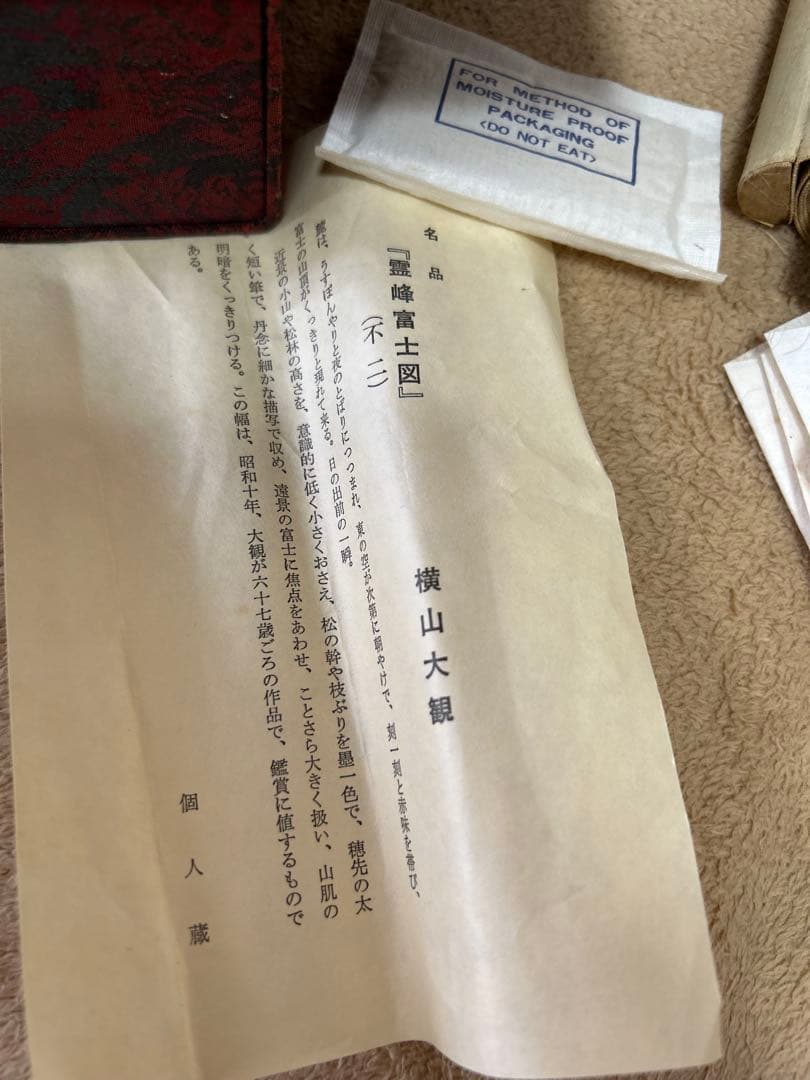 FOR METHOD OF
MOISTURE PROOF
PACKAGING
<DO NOT EAT>
名品
『霊峰富士図』
(不二)
横山大観
麓は、うすぼんやりと夜のとばりにつつまれ、東の空が次第に朝やけで、刻一刻と赤味を帯び、
富士の山頂がくっきりと現れて来る。日の出前の一瞬。
近景の小山や松林の高さを、意識的に低く小さくおさえ、松の幹や枝ぶりを墨一色で、穂先の太
く短い筆で、丹念に細かな描写で収め、遠景の富士に焦点をあわせ、ことさら大きく扱い、山肌の
明暗をくっきりつける。この幅は、昭和十年、大観が六十七歳ごろの作品で、鑑賞に値するもので
ある。
個人蔵